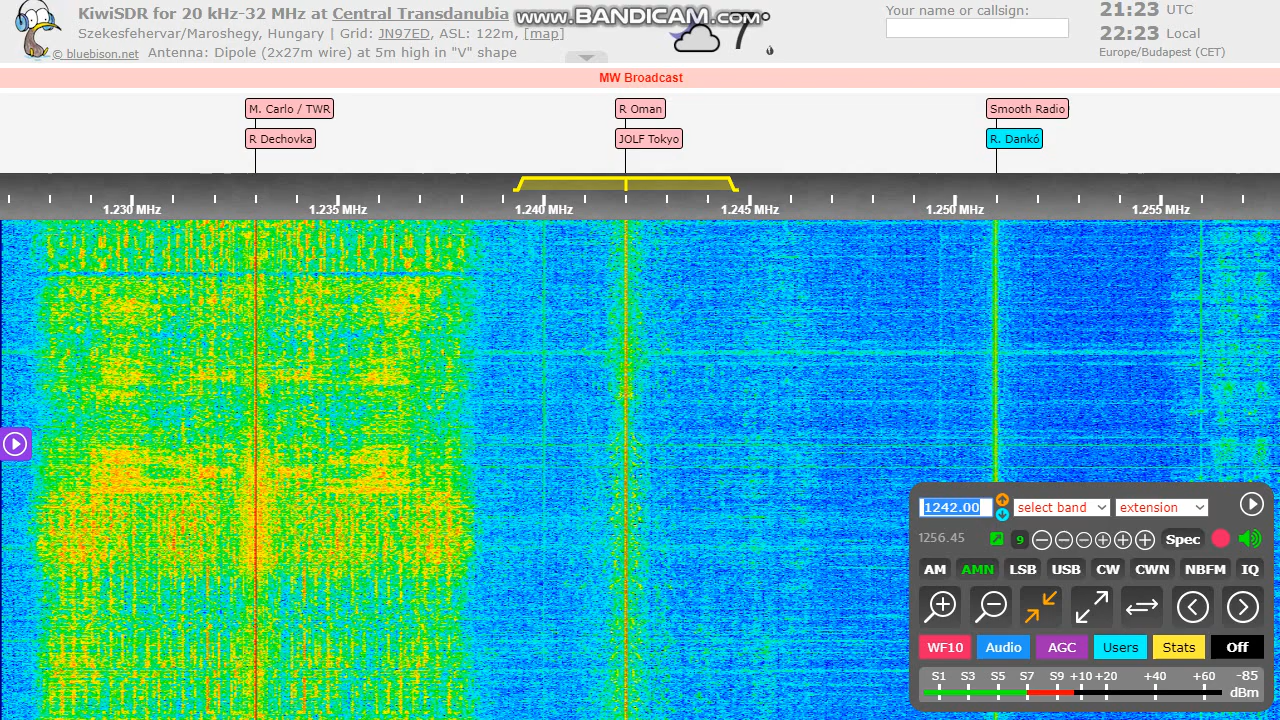 KiwiSDR for 20 kHz-32 MHz at Central Transdanubia
Szekesfehervar/Maroshegy, Hungary | Grid: JN97ED, ASL: 122m, [map]
© bluebison.net Antenna: Dipole (2x27m wire) at 5m high in "V" shape
www.BANDICAM.com
7°
Your name or callsign:
21:23 UTC
22:23 Local
Europe/Budapest (CET)
MW Broadcast
M. Carlo / TWR
R Oman
Smooth Radio
R Dechovka
JOLF Tokyo
R. Dankó
1.230 MHz 1.235 MHz 1.240 MHz 1.245 MHz 1.250 MHz 1.255 MHz
1242.00 select band extension
1256.45 9 Spec
AM AMN LSB USB CW CWN NBFM IQ
WF10 Audio AGC Users Stats Off
S1 S3 S5 S7 S9 +10 +20 +40 +60 -85
dBm